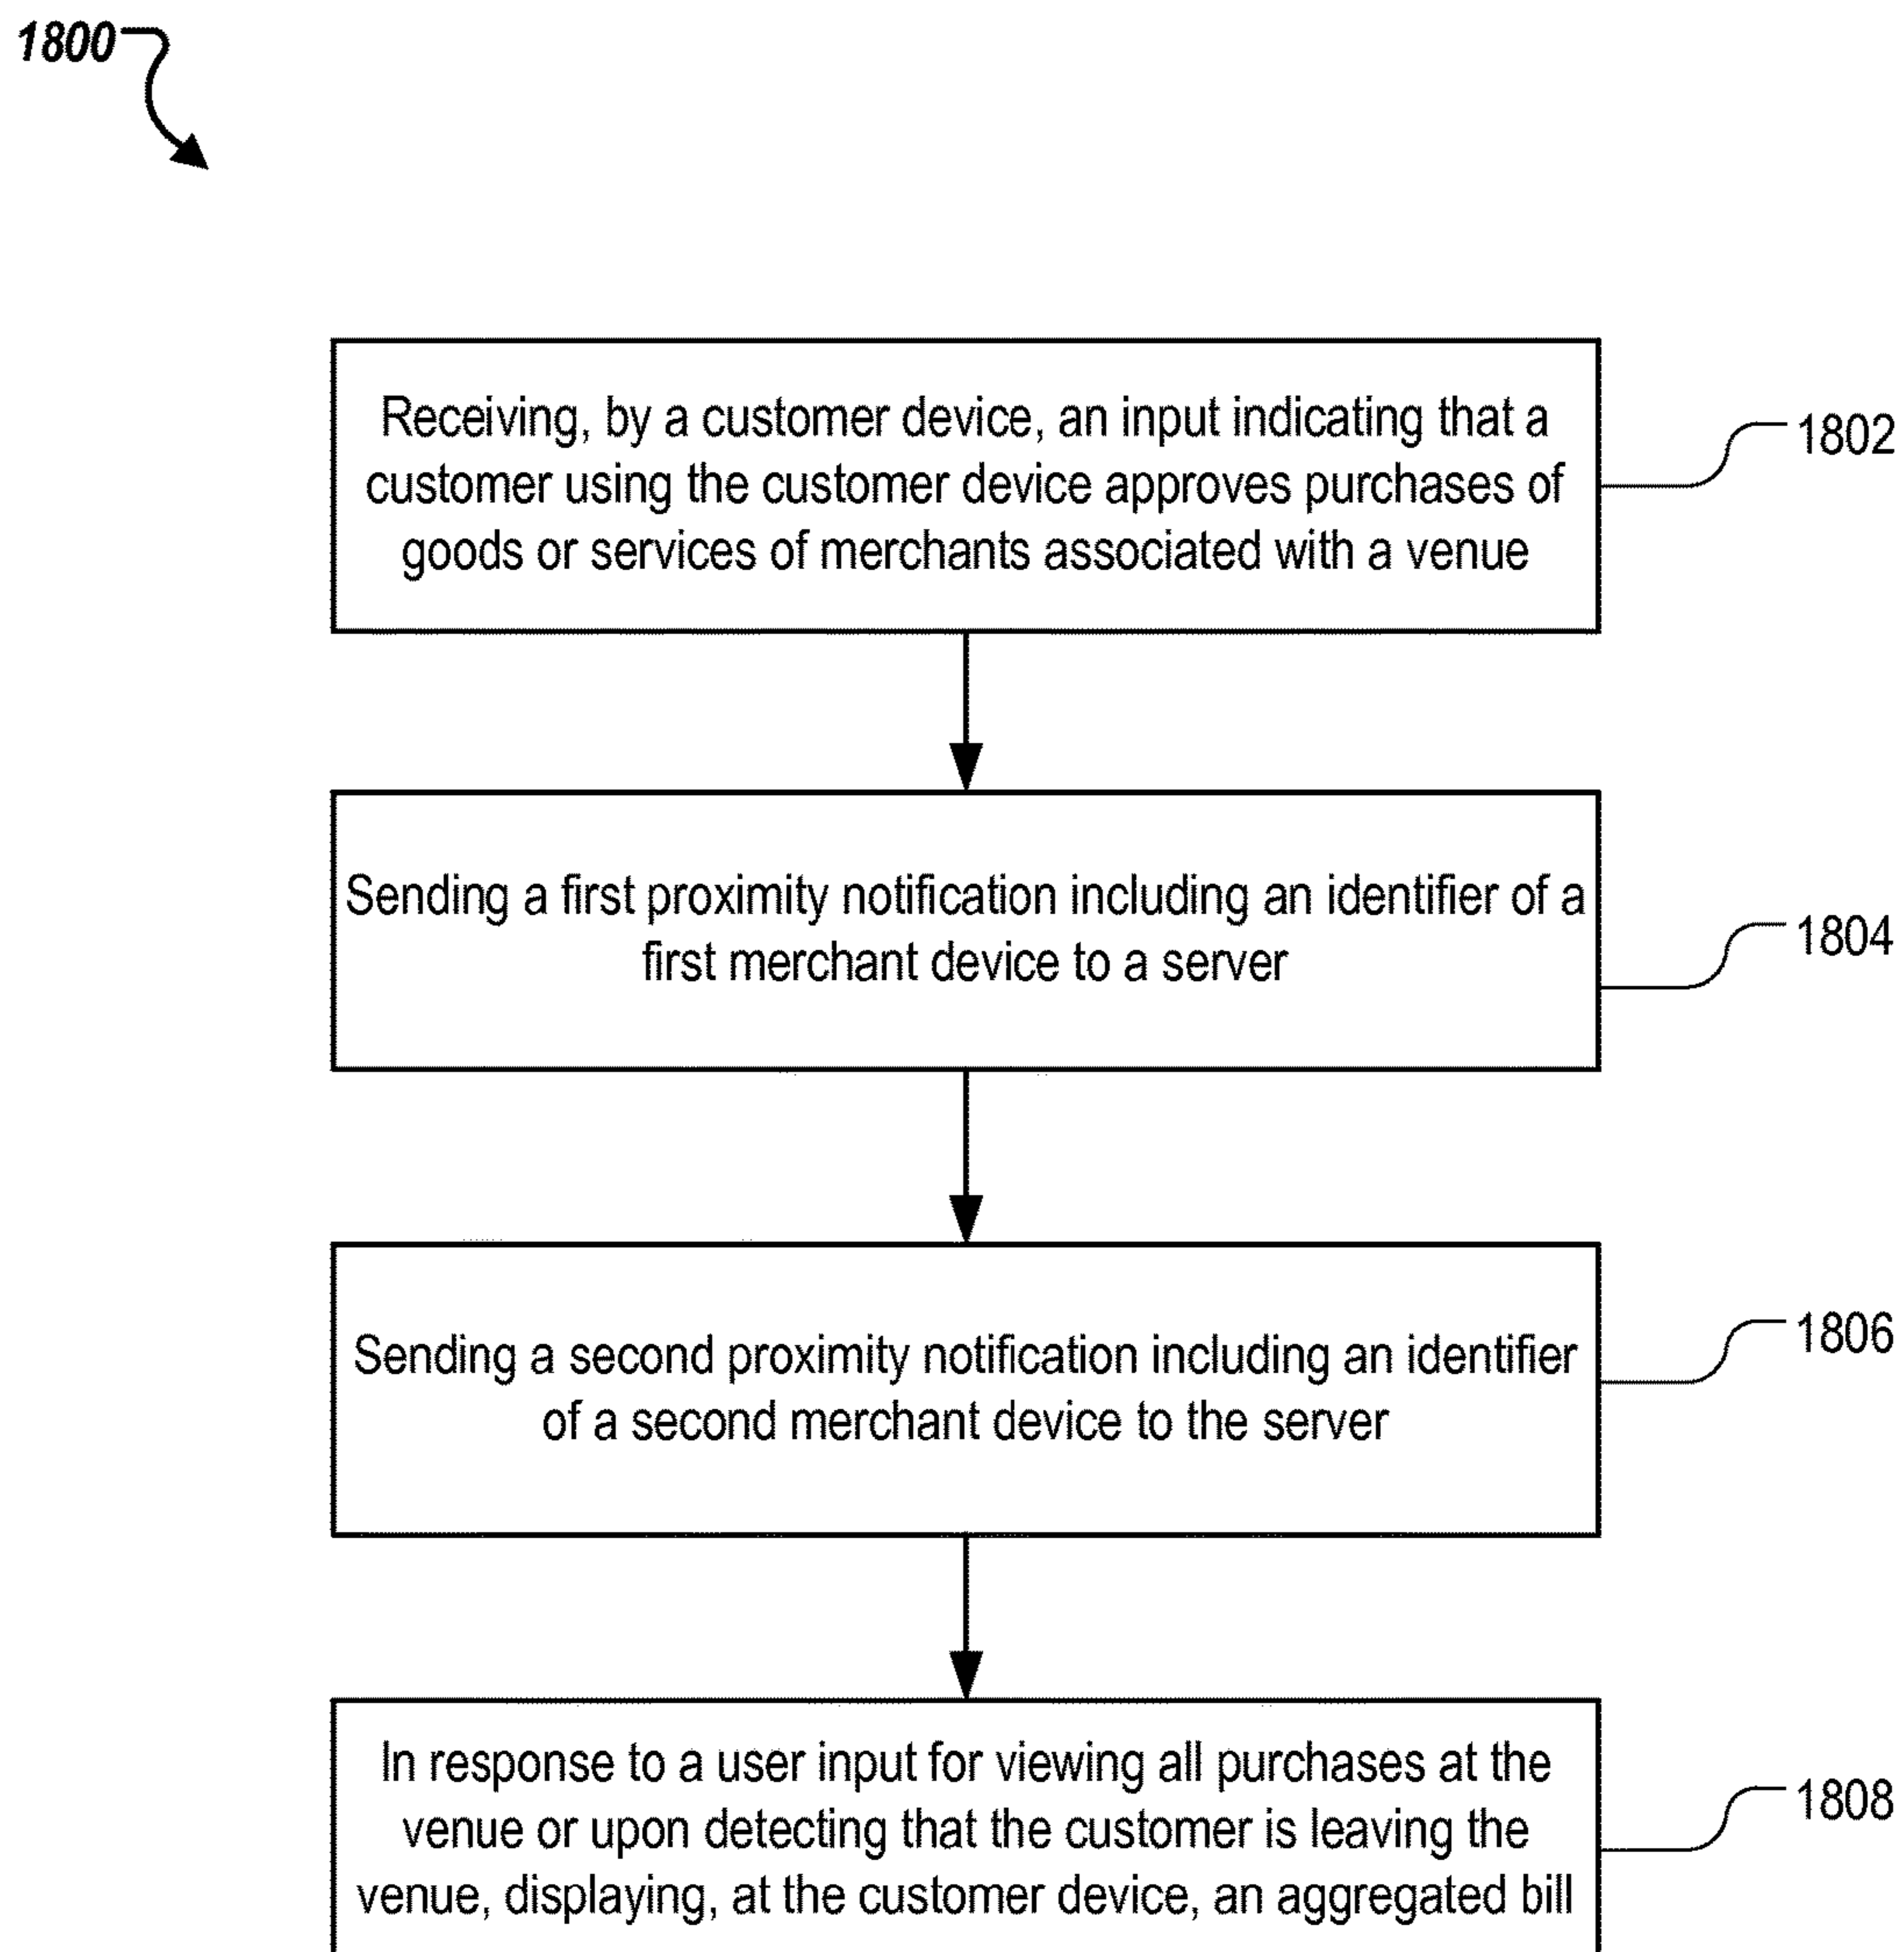 1800
Receiving, by a customer device, an input indicating that a
customer using the customer device approves purchases of
goods or services of merchants associated with a venue
1802
Sending a first proximity notification including an identifier of a
first merchant device to a server
1804
Sending a second proximity notification including an identifier
of a second merchant device to the server
1806
In response to a user input for viewing all purchases at the
venue or upon detecting that the customer is leaving the
venue, displaying, at the customer device, an aggregated bill
1808